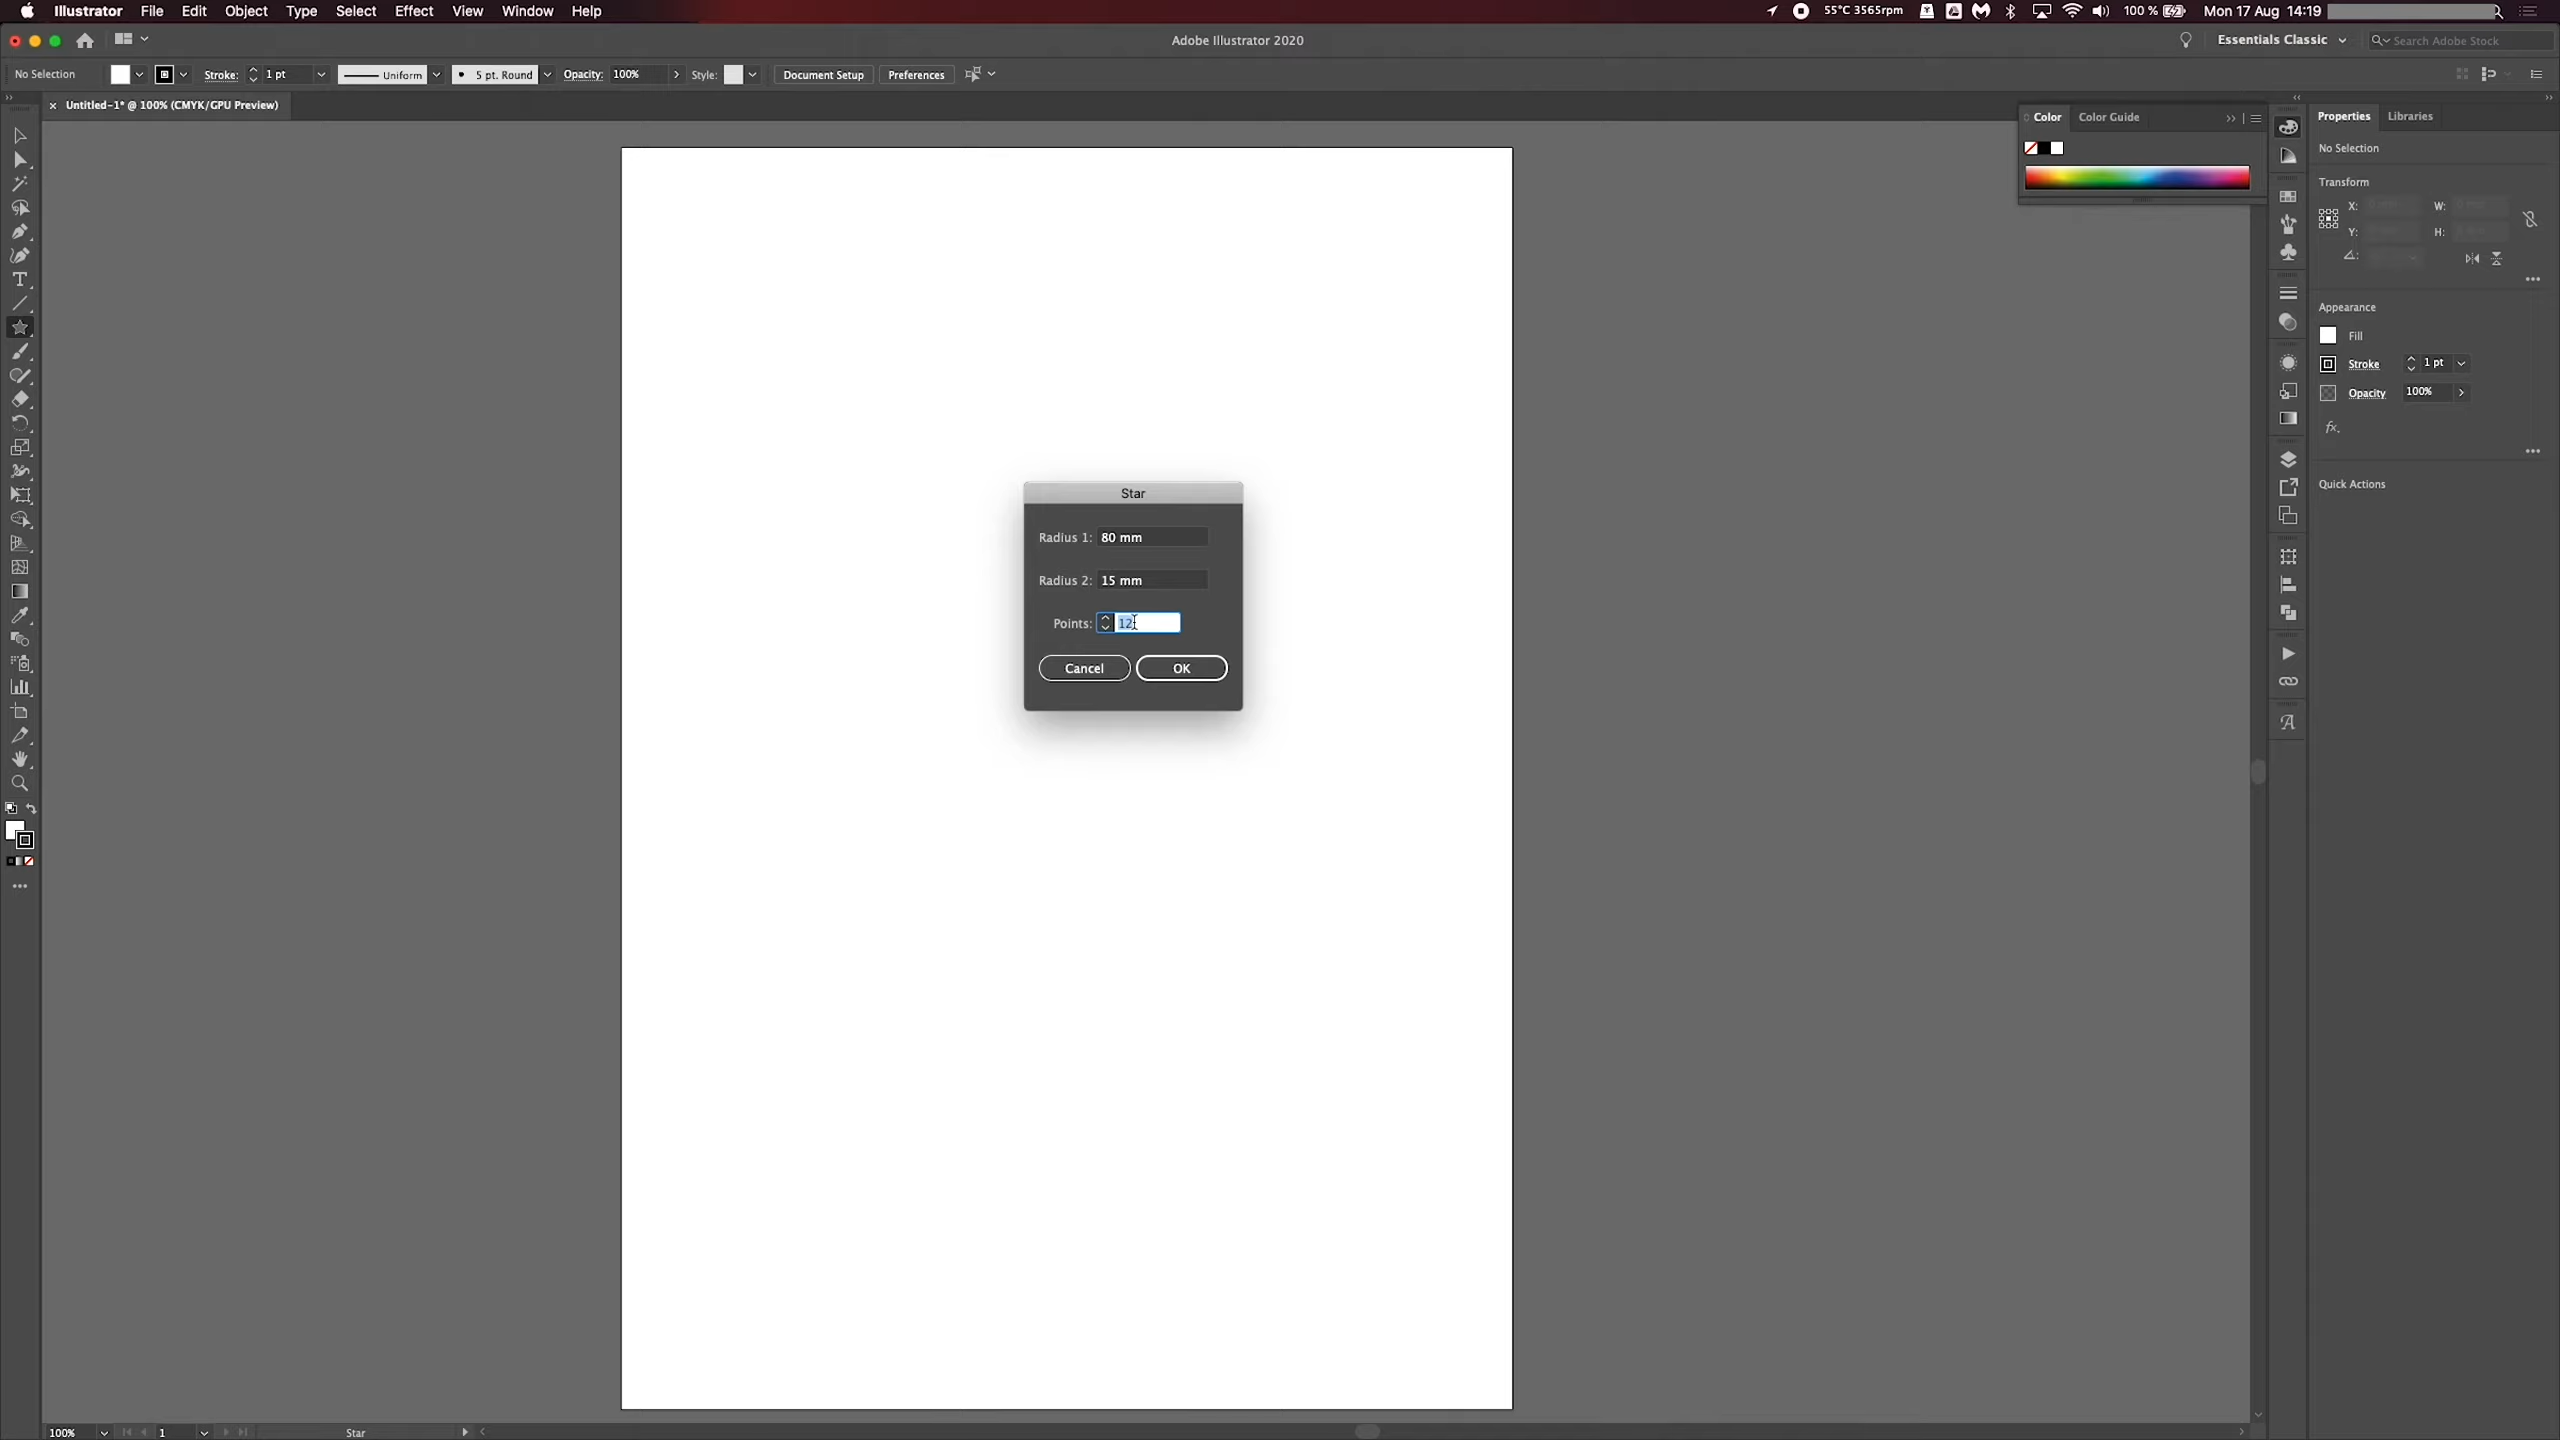 Illustrator File Edit Object Type Select Effect View Window Help
55°C 3565rpm 100 % Mon 17 Aug 14:19
Adobe Illustrator 2020
Essentials Classic
Search Adobe Stock
No Selection Stroke: 1 pt Uniform 5 pt. Round Opacity: 100% Style: Document Setup Preferences
× Untitled-1* @ 100% (CMYK/GPU Preview)
Color Color Guide
Properties Libraries
No Selection
Transform
X: W:
Y: H:
Appearance
Fill
Stroke 1 pt
Opacity 100%
fx.
Quick Actions
Star
Radius 1: 80 mm
Radius 2: 15 mm
Points: 12
Cancel OK
100% 1 Star